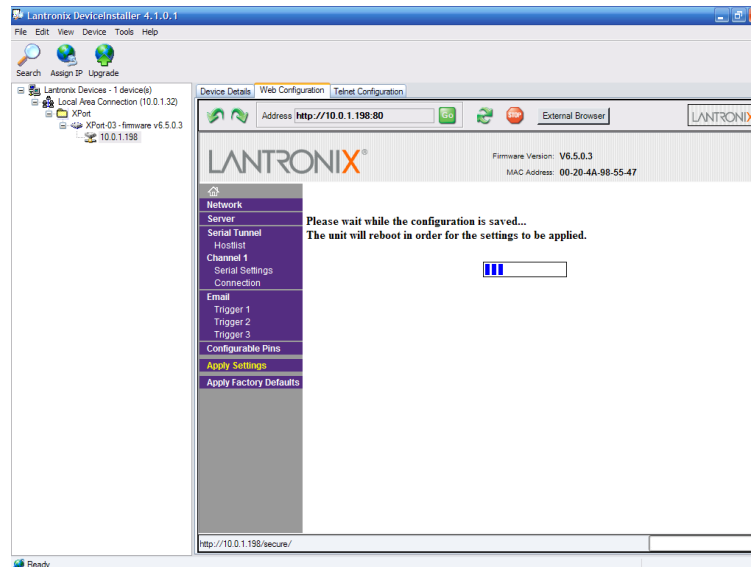 Lantronix DeviceInstaller 4.1.0.1
File Edit View Device Tools Help
Search Assign IP Upgrade
Lantronix Devices - 1 device(s)
Local Area Connection (10.0.1.32)
XPort
XPort-03 - firmware v6.5.0.3
10.0.1.198
Device Details Web Configuration Telnet Configuration
Address http://10.0.1.198:80 Go STOP External Browser LANTRONIX
LANTRONIX®
Firmware Version: V6.5.0.3
MAC Address: 00-20-4A-98-55-47
Network
Server
Serial Tunnel
Hostlist
Channel 1
Serial Settings
Connection
Email
Trigger 1
Trigger 2
Trigger 3
Configurable Pins
Apply Settings
Apply Factory Defaults
Please wait while the configuration is saved...
The unit will reboot in order for the settings to be applied.
http://10.0.1.198/secure/
Ready